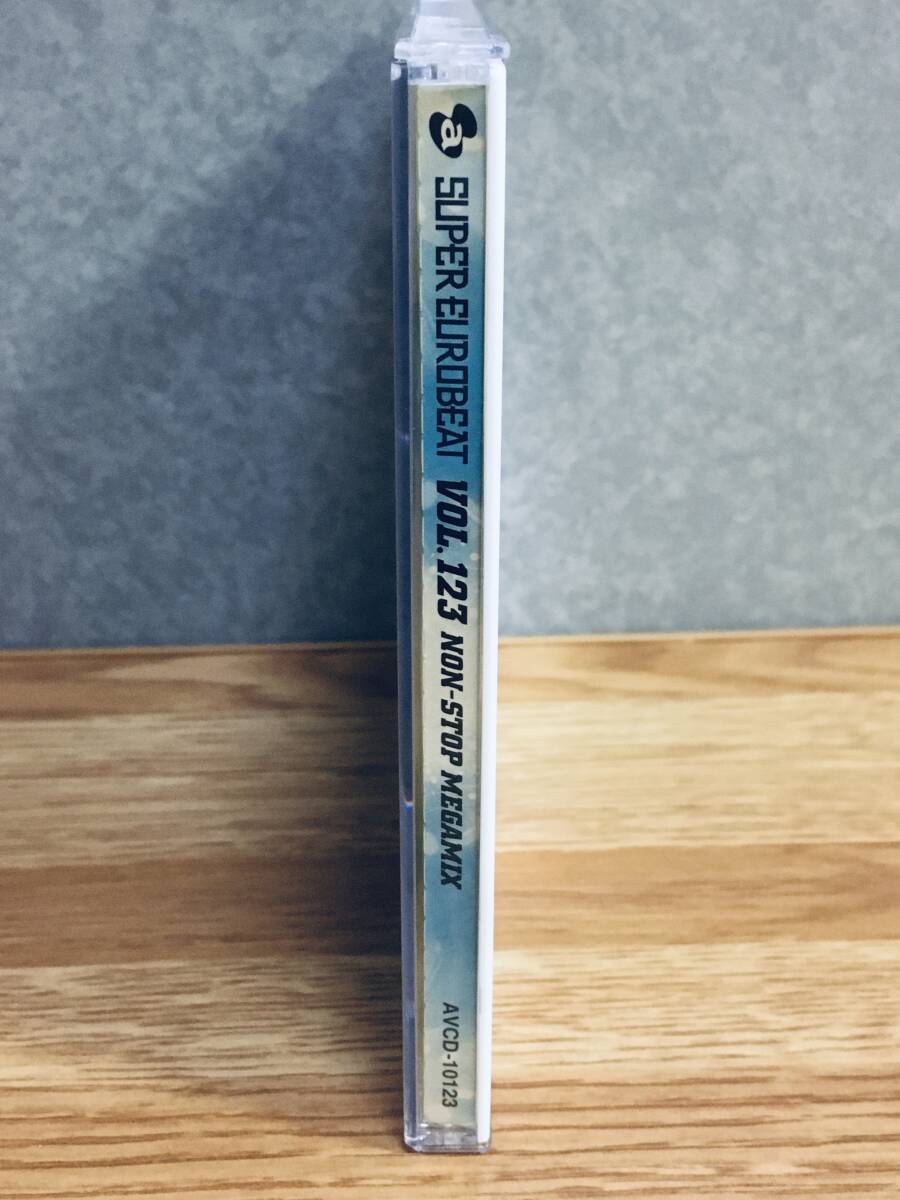 a
SUPER EUROBEAT VOL. 123 NON-STOP MEGAMIX
AVCD-10123